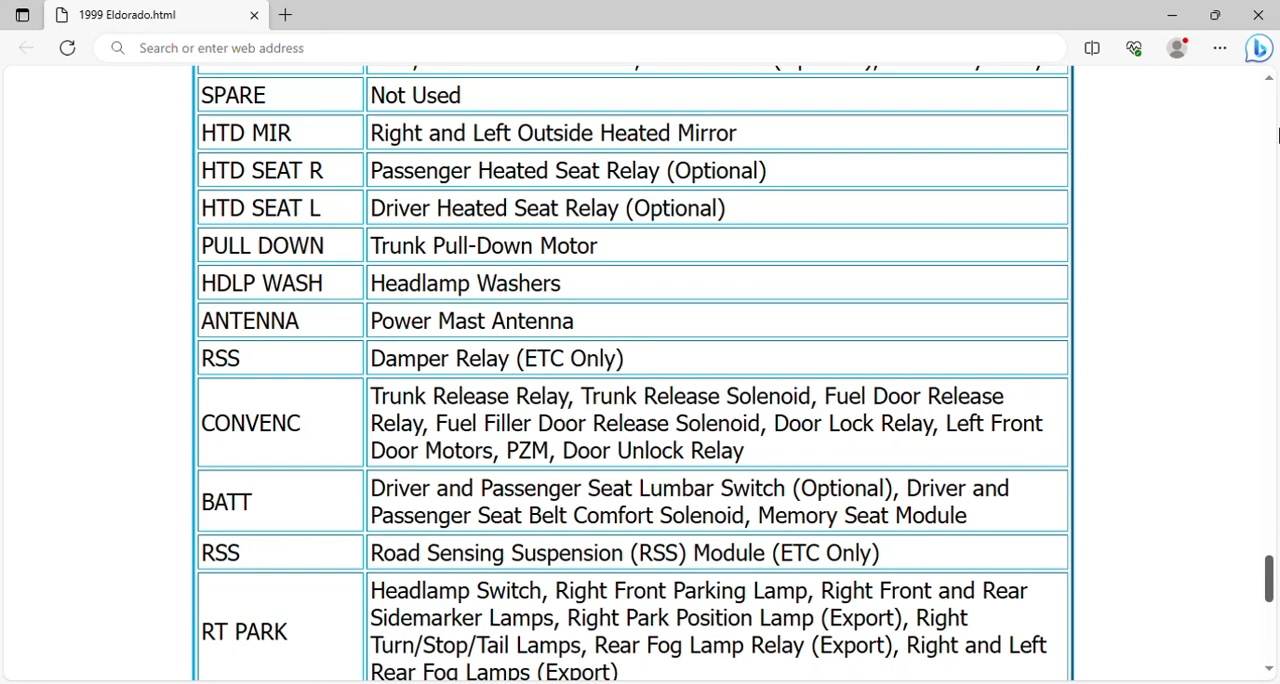 1999 Eldorado.html
Search or enter web address
SPARE
Not Used
HTD MIR
Right and Left Outside Heated Mirror
HTD SEAT R
Passenger Heated Seat Relay (Optional)
HTD SEAT L
Driver Heated Seat Relay (Optional)
PULL DOWN
Trunk Pull-Down Motor
HDLP WASH
Headlamp Washers
ANTENNA
Power Mast Antenna
RSS
Damper Relay (ETC Only)
CONVENC
Trunk Release Relay, Trunk Release Solenoid, Fuel Door Release
Relay, Fuel Filler Door Release Solenoid, Door Lock Relay, Left Front
Door Motors, PZM, Door Unlock Relay
BATT
Driver and Passenger Seat Lumbar Switch (Optional), Driver and
Passenger Seat Belt Comfort Solenoid, Memory Seat Module
RSS
Road Sensing Suspension (RSS) Module (ETC Only)
RT PARK
Headlamp Switch, Right Front Parking Lamp, Right Front and Rear
Sidemarker Lamps, Right Park Position Lamp (Export), Right
Turn/Stop/Tail Lamps, Rear Fog Lamp Relay (Export), Right and Left
Rear Fog Lamps (Export)